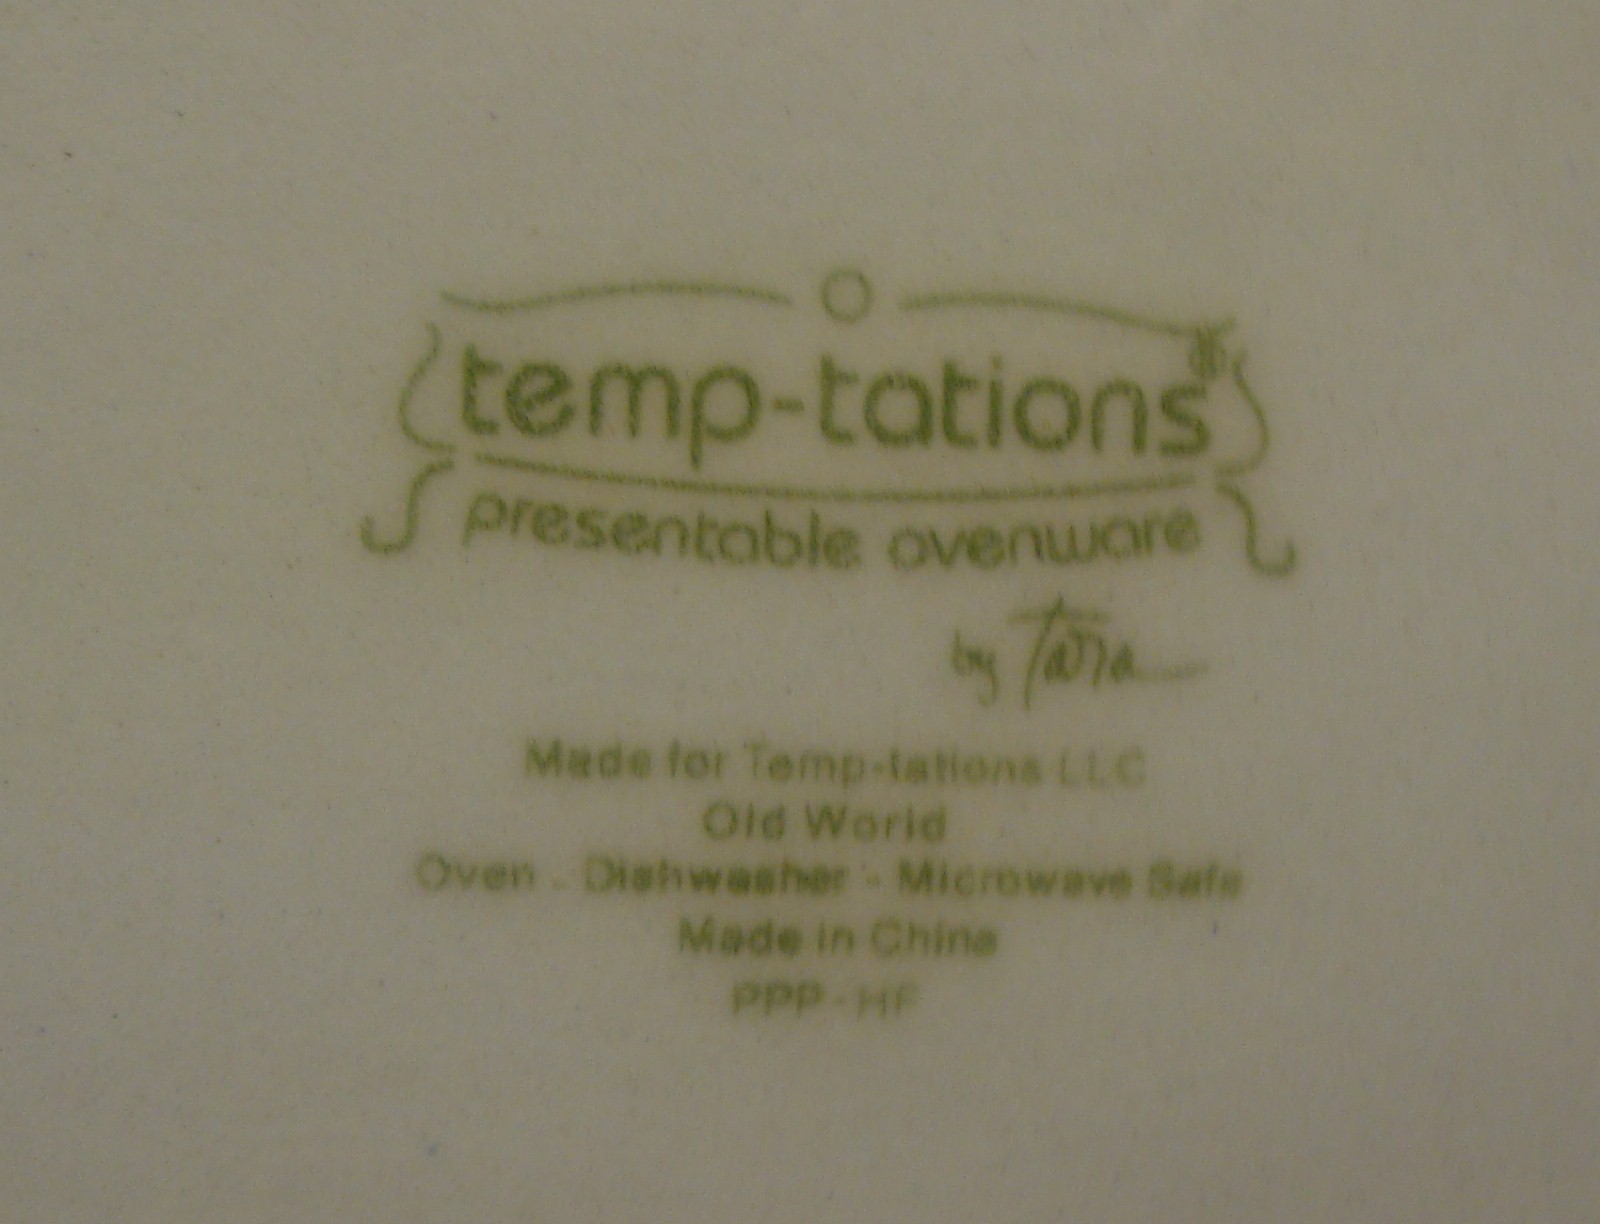 temp-tations®
presentable ovenware
by Tara
Made for Temp-tations LLC
Old World
Oven - Dishwasher - Microwave Safe
Made in China
PPP - HF